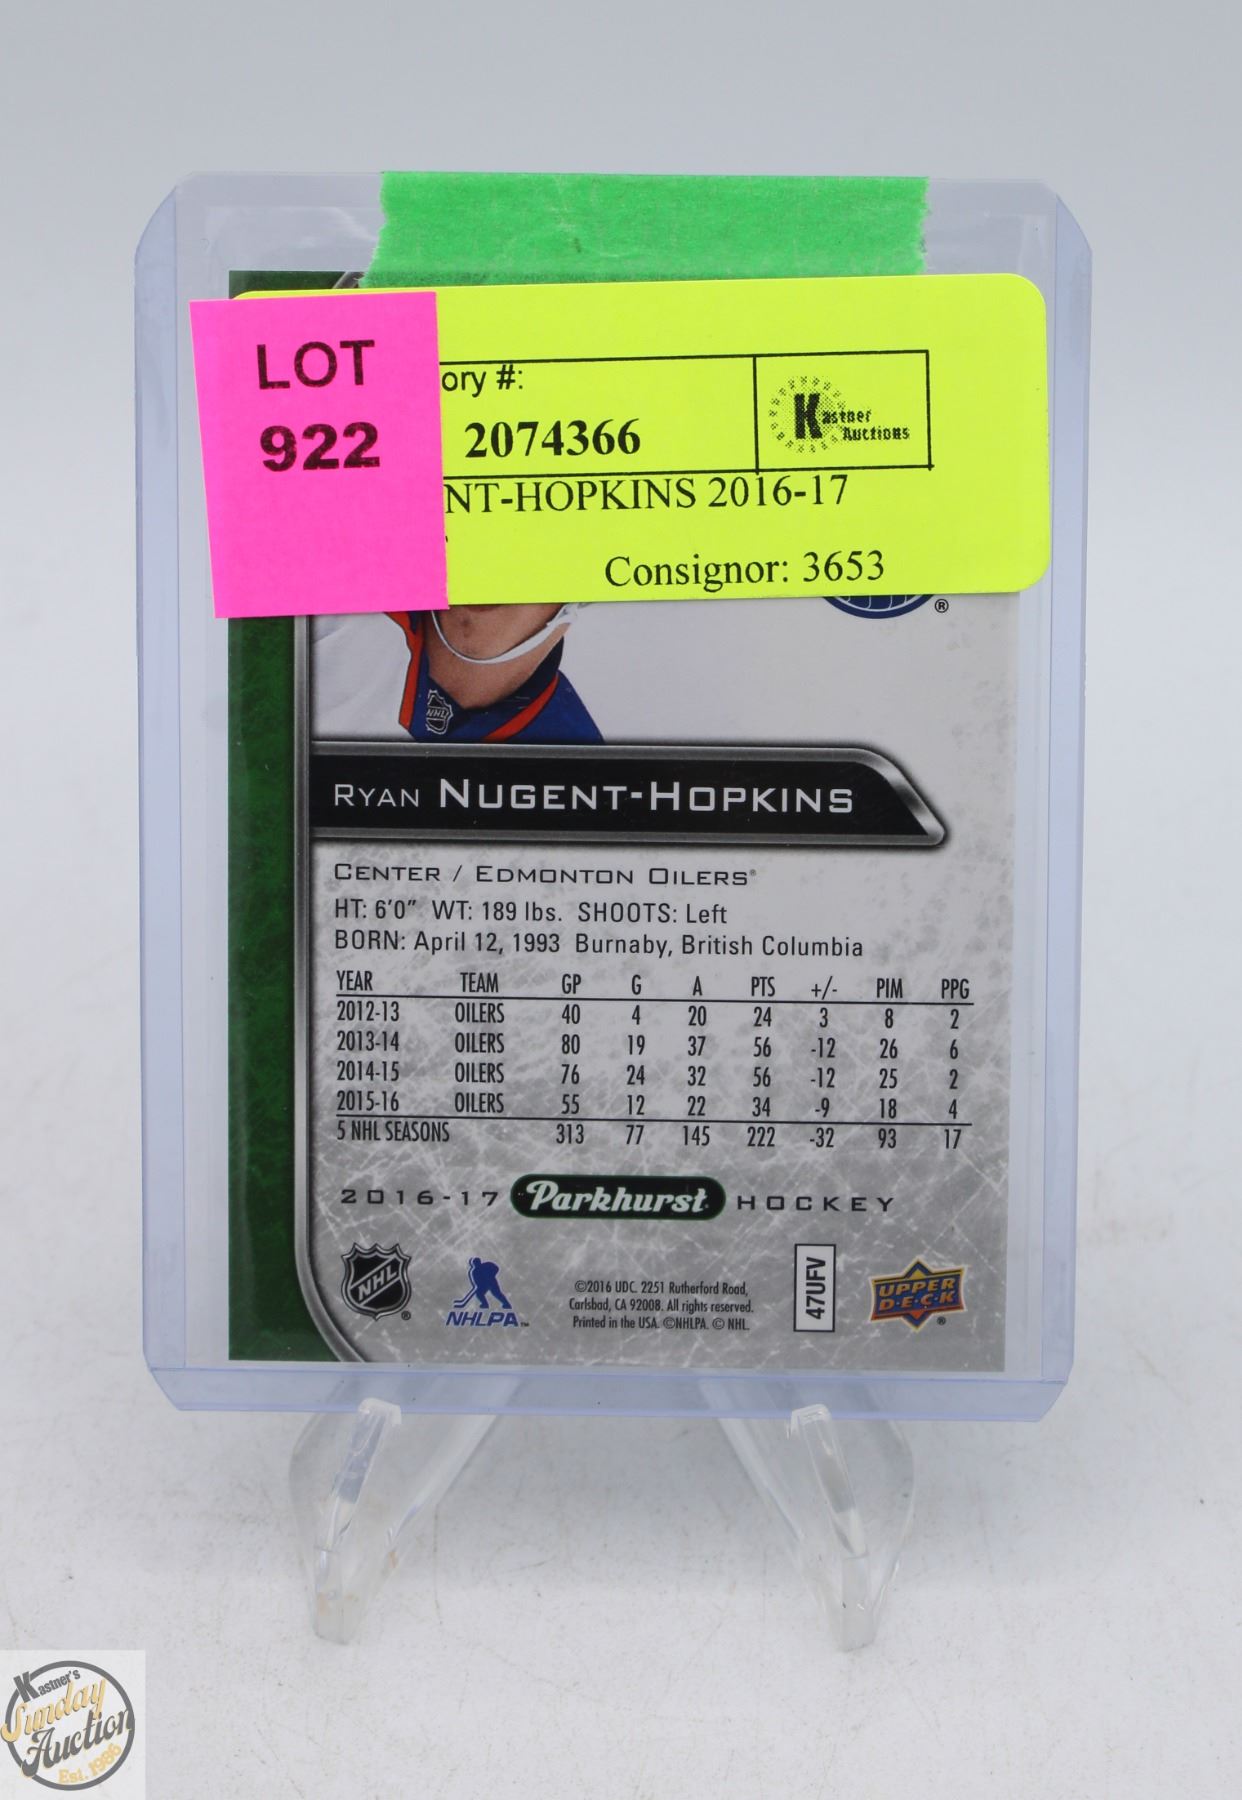 LOT
922
ory #:
2074366
Kastner
Auctions
NT-HOPKINS 2016-17
Consignor: 3653
®
NHL
RYAN NUGENT-HOPKINS
CENTER / EDMONTON OILERS®
HT: 6'0" WT: 189 lbs. SHOOTS: Left
BORN: April 12, 1993 Burnaby, British Columbia
YEAR TEAM GP G A PTS +/- PIM PPG
2012-13 OILERS 40 4 20 24 3 8 2
2013-14 OILERS 80 19 37 56 -12 26 6
2014-15 OILERS 76 24 32 56 -12 25 2
2015-16 OILERS 55 12 22 34 -9 18 4
5 NHL SEASONS 313 77 145 222 -32 93 17
2016-17 Parkhurst HOCKEY
NHL ®
NHLPA™
©2016 UDC. 2251 Rutherford Road,
Carlsbad, CA 92008. All rights reserved.
Printed in the USA. ©NHLPA. © NHL.
47UFV
UPPER
D·E·C·K ®
Kastner's
Sunday
Auction
Est. 1986